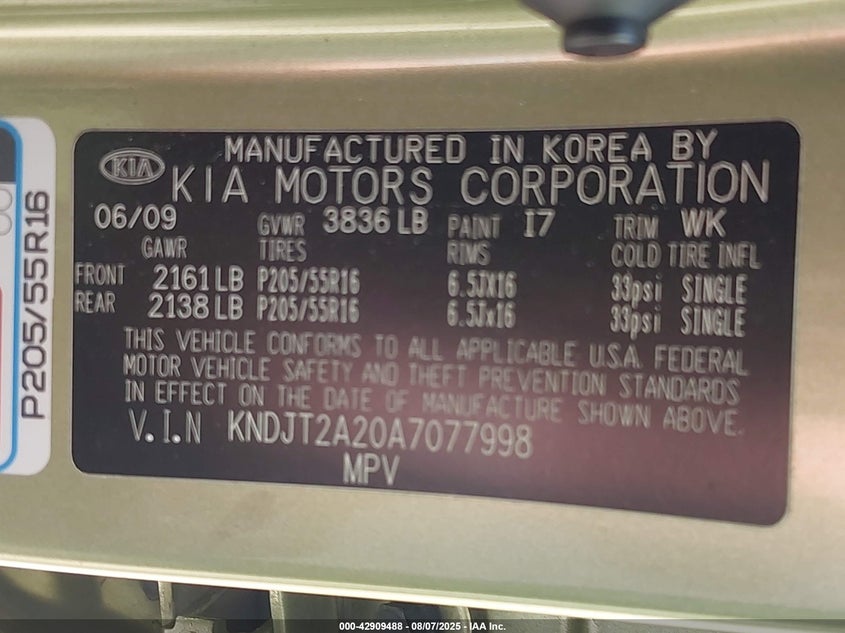 MANUFACTURED IN KOREA BY
KIA
KIA MOTORS CORPORATION
06/09 GVWR 3836 LB PAINT I7 TRIM WK
GAWR TIRES RIMS COLD TIRE INFL
FRONT 2161 LB P205/55R16 6.5JX16 33psi SINGLE
REAR 2138 LB P205/55R16 6.5Jx16 33psi SINGLE
THIS VEHICLE CONFORMS TO ALL APPLICABLE U.S.A. FEDERAL
MOTOR VEHICLE SAFETY AND THEFT PREVENTION STANDARDS
IN EFFECT ON THE DATE OF MANUFACTURE SHOWN ABOVE.
V.I.N KNDJT2A20A7077998
MPV
P205/55R16
000-42909488 - 08/07/2025 - IAA Inc.